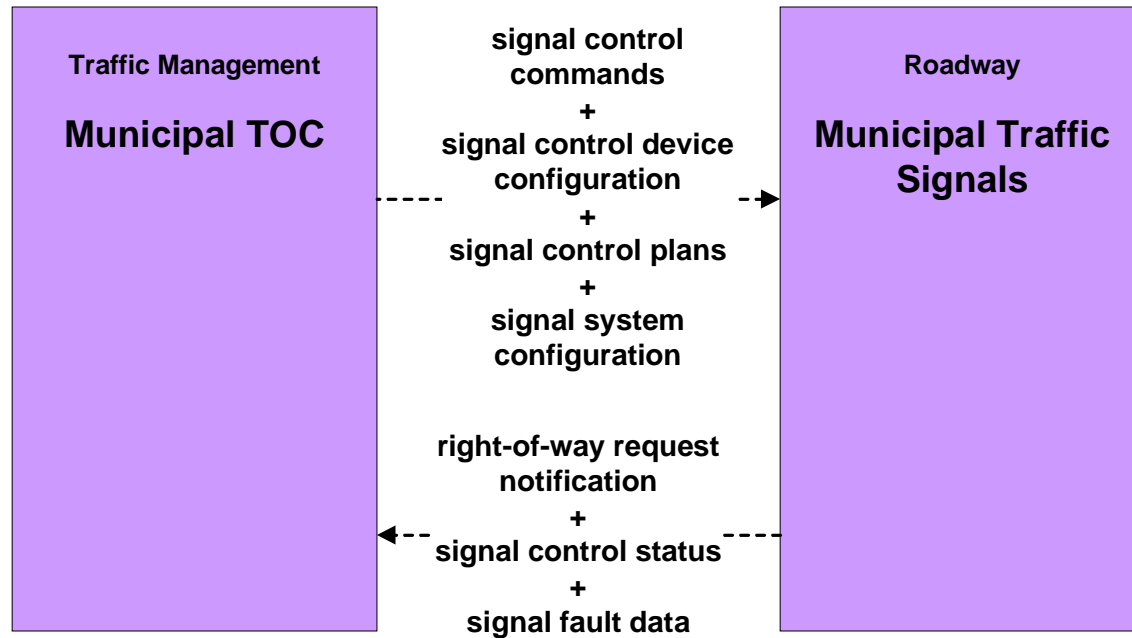 Traffic Management
Municipal TOC
signal control
commands
+
signal control device
configuration
+
signal control plans
+
signal system
configuration
right-of-way request
notification
+
signal control status
+
signal fault data
Roadway
Municipal Traffic
Signals